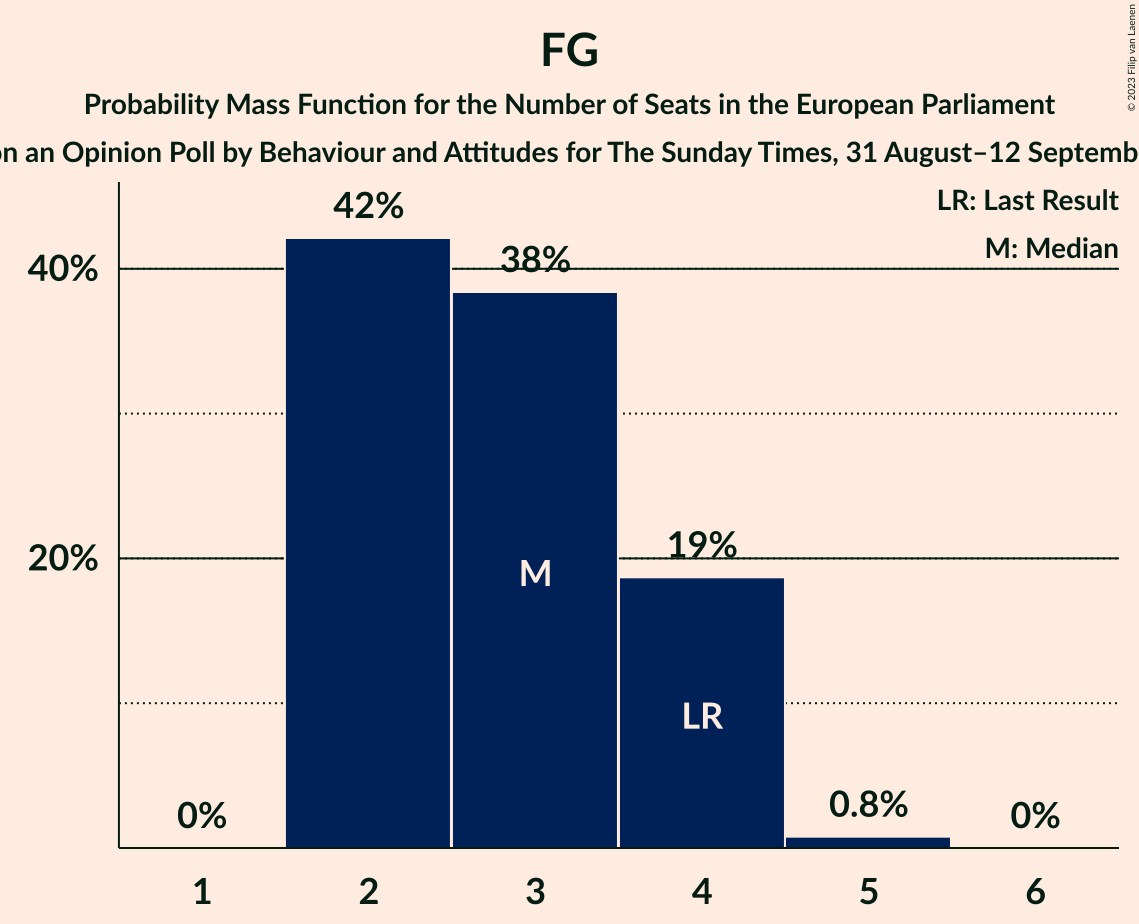 FG
Probability Mass Function for the Number of Seats in the European Parliament
an Opinion Poll by Behaviour and Attitudes for The Sunday Times, 31 August–12
© 2023 Filip van Laenen
LR: Last Result
M: Median
42%
38%
40%
19%
20%
M
LR
0%
0.8%
0%
1 2 3 4 5 6